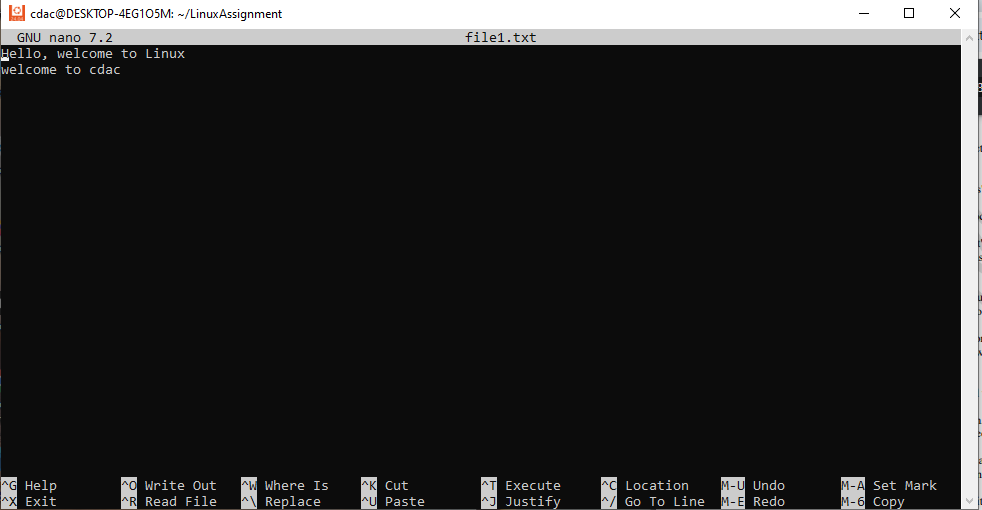 cdac@DESKTOP-4EG1O5M: ~/LinuxAssignment
GNU nano 7.2 file1.txt
Hello, welcome to Linux
welcome to cdac
^G Help ^O Write Out ^W Where Is ^K Cut ^T Execute ^C Location M-U Undo M-A Set Mark
^X Exit ^R Read File ^\ Replace ^U Paste ^J Justify ^/ Go To Line M-E Redo M-6 Copy